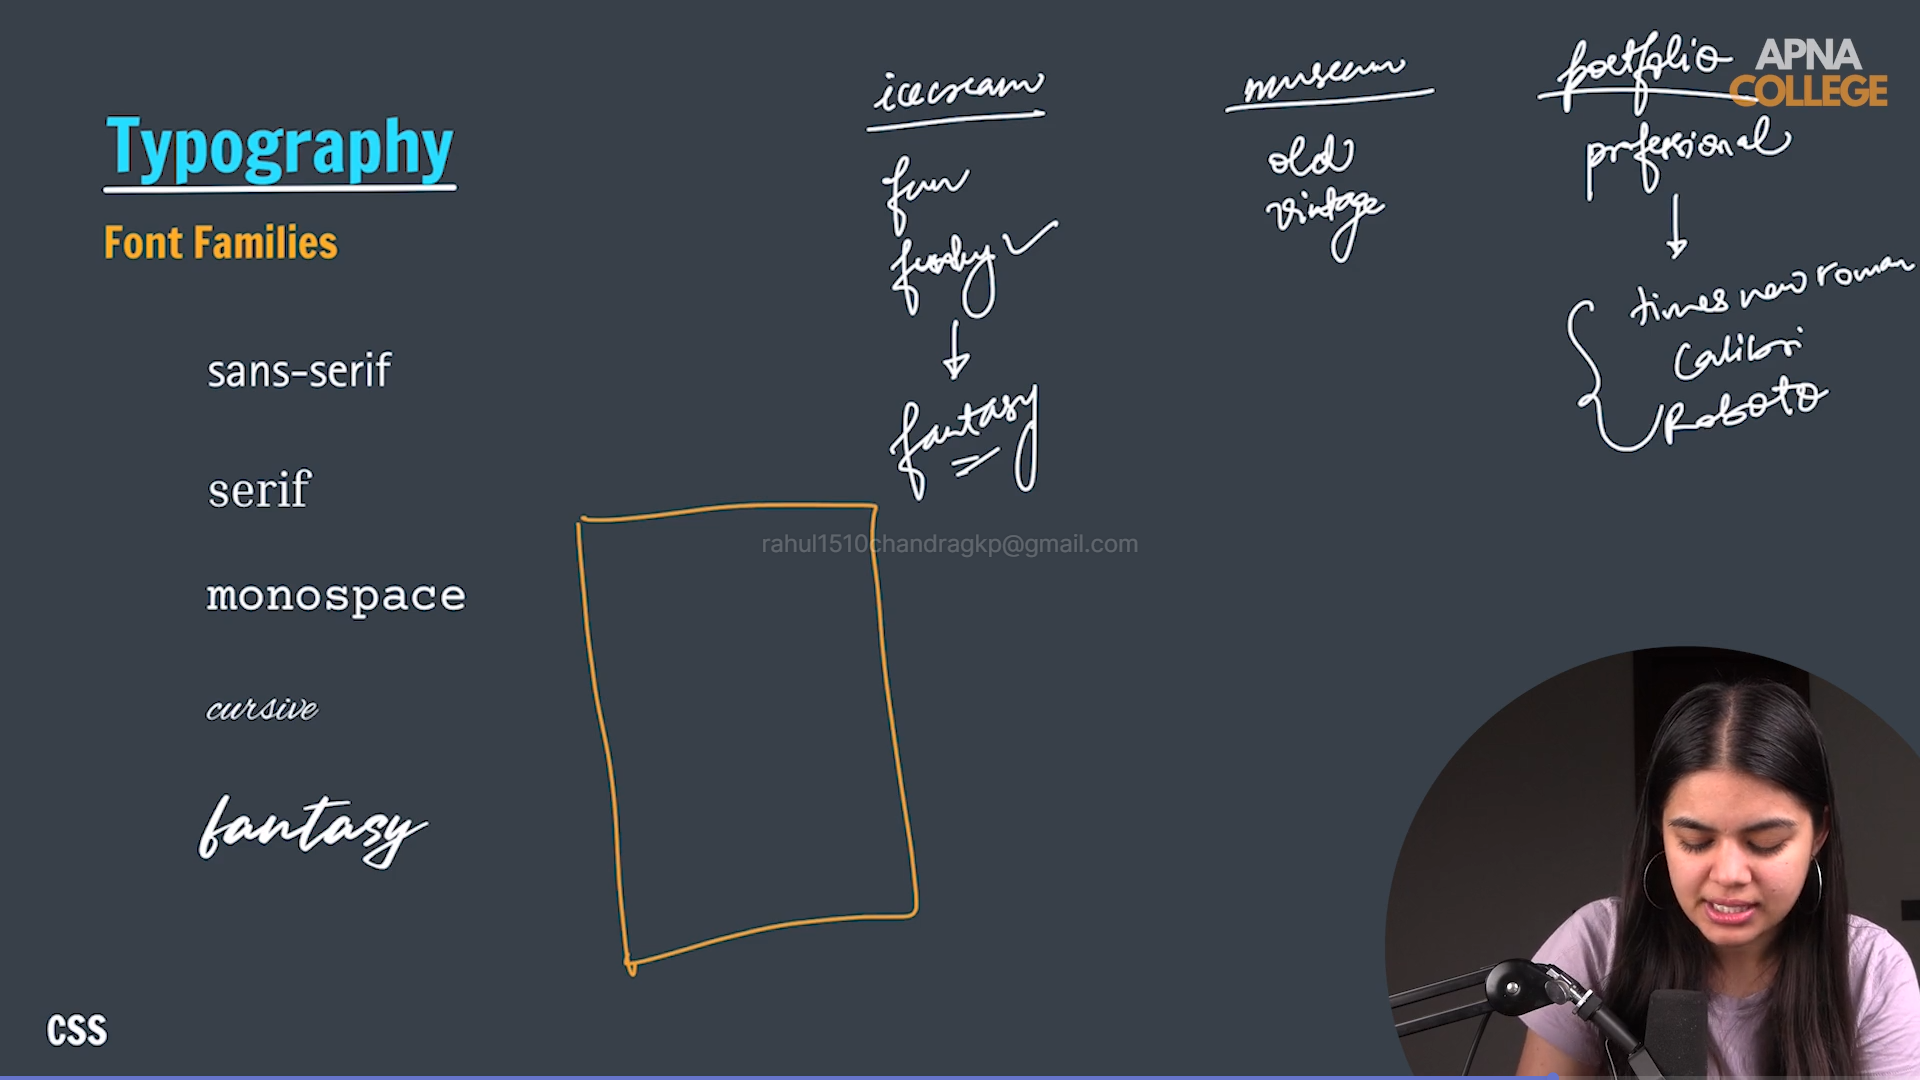 Typography
Font Families
sans-serif
serif
monospace
cursive
fantasy
CSS
icecream
fun
funky
fantasy
museum
old
vintage
portfolio
professional
times new roman
Calibri
Roboto
APNA
COLLEGE
rahul1510chandragkp@gmail.com